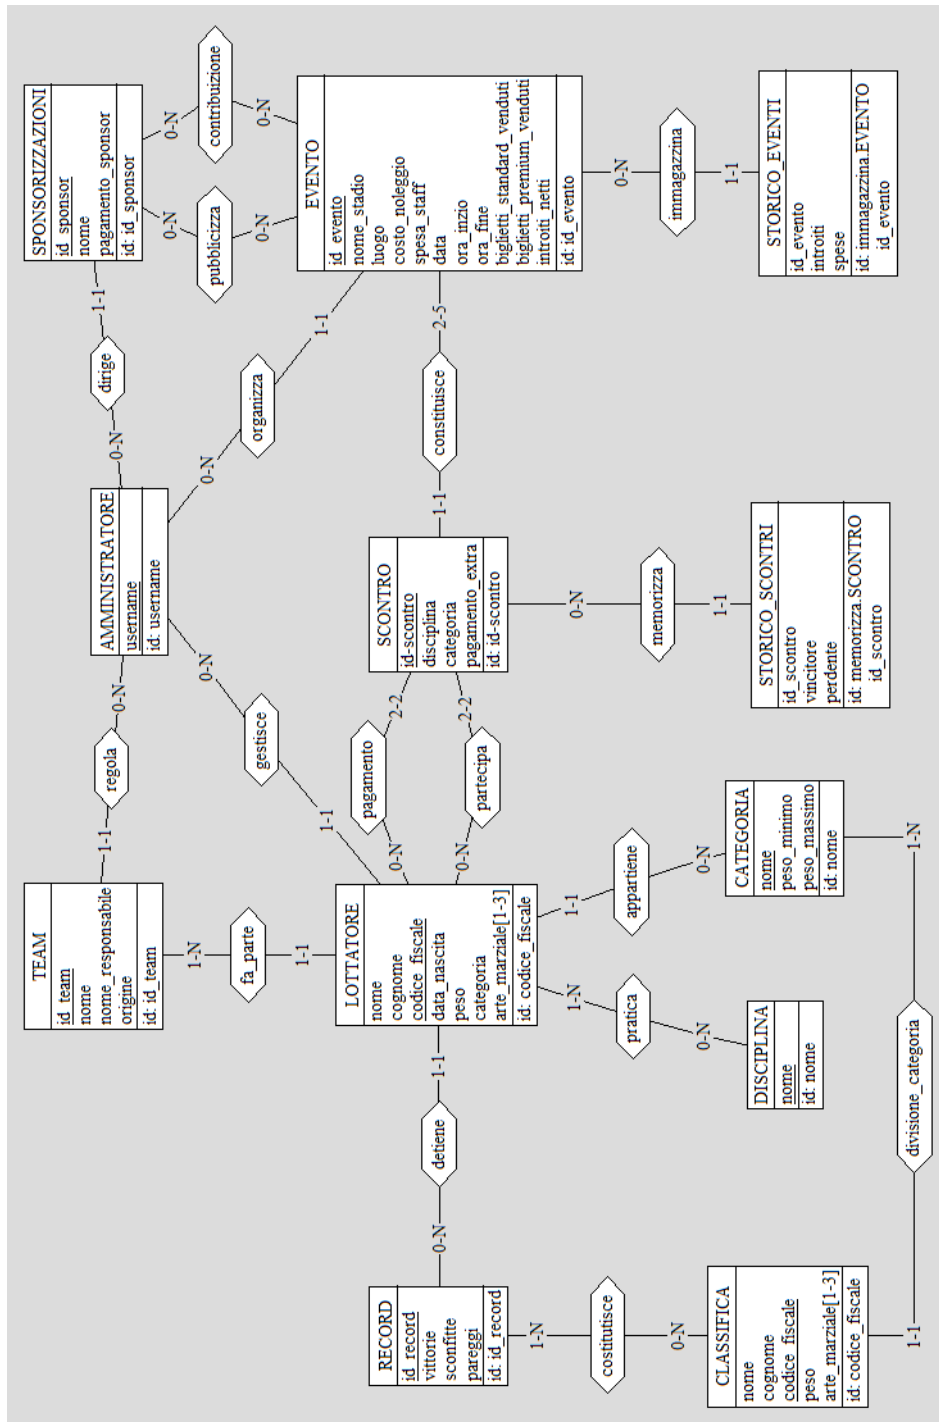 TEAM
id_team
nome
nome_responsabile
origine
id: id_team
1-1
regola
0-N
AMMINISTRATORE
username
id: username
0-N
dirige
1-1
SPONSORIZZAZIONI
id_sponsor
nome
pagamento_sponsor
id: id_sponsor
1-N
fa_parte
1-1
0-N
gestisce
1-1
0-N
organizza
1-1
0-N
pubblicizza
0-N
0-N
contribuizione
0-N
RECORD
id_record
vittorie
sconfitte
pareggi
id: id_record
0-N
detiene
1-1
LOTTATORE
nome
cognome
codice_fiscale
data_nascita
peso
categoria
arte_marziale[1-3]
id: codice_fiscale
0-N
pagamento
2-2
0-N
partecipa
2-2
SCONTRO
id-scontro
disciplina
categoria
pagamento_extra
id: id-scontro
1-1
constituisce
2-5
EVENTO
id_evento
nome_stadio
luogo
costo_noleggio
spesa_staff
data
ora_inzio
ora_fine
biglietti_standard_venduti
biglietti_premium_venduti
introiti_netti
id: id_evento
1-N
costitutisce
0-N
1-N
pratica
0-N
1-1
appartiene
0-N
0-N
memorizza
1-1
0-N
immagazzina
1-1
CLASSIFICA
nome
cognome
codice_fiscale
peso
arte_marziale[1-3]
id: codice_fiscale
DISCIPLINA
nome
id: nome
CATEGORIA
nome
peso_minimo
peso_massimo
id: nome
STORICO_SCONTRI
id_scontro
vincitore
perdente
id: memorizza.SCONTRO
id_scontro
STORICO_EVENTI
id_evento
introiti
spese
id: immagazzina.EVENTO
id_evento
1-1
divisione_categoria
1-N